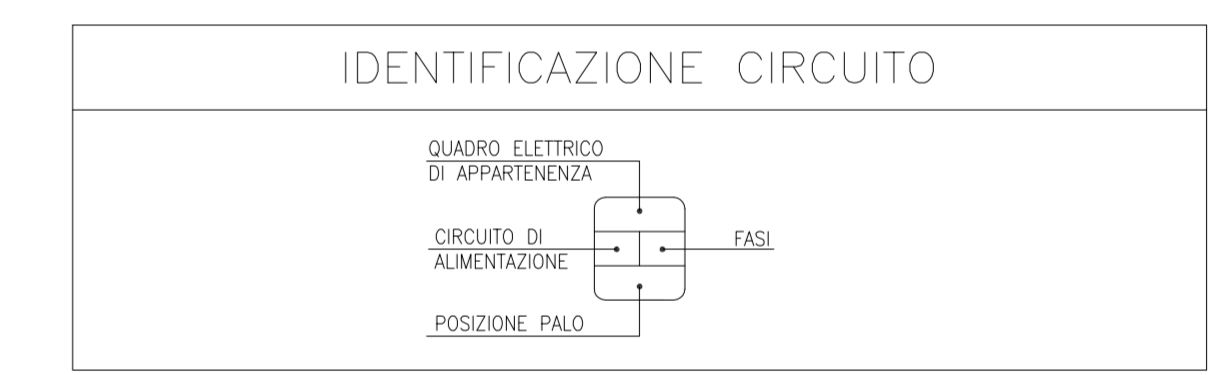 IDENTIFICAZIONE CIRCUITO
QUADRO ELETTRICO
DI APPARTENENZA
CIRCUITO DI
ALIMENTAZIONE
FASI
POSIZIONE PALO